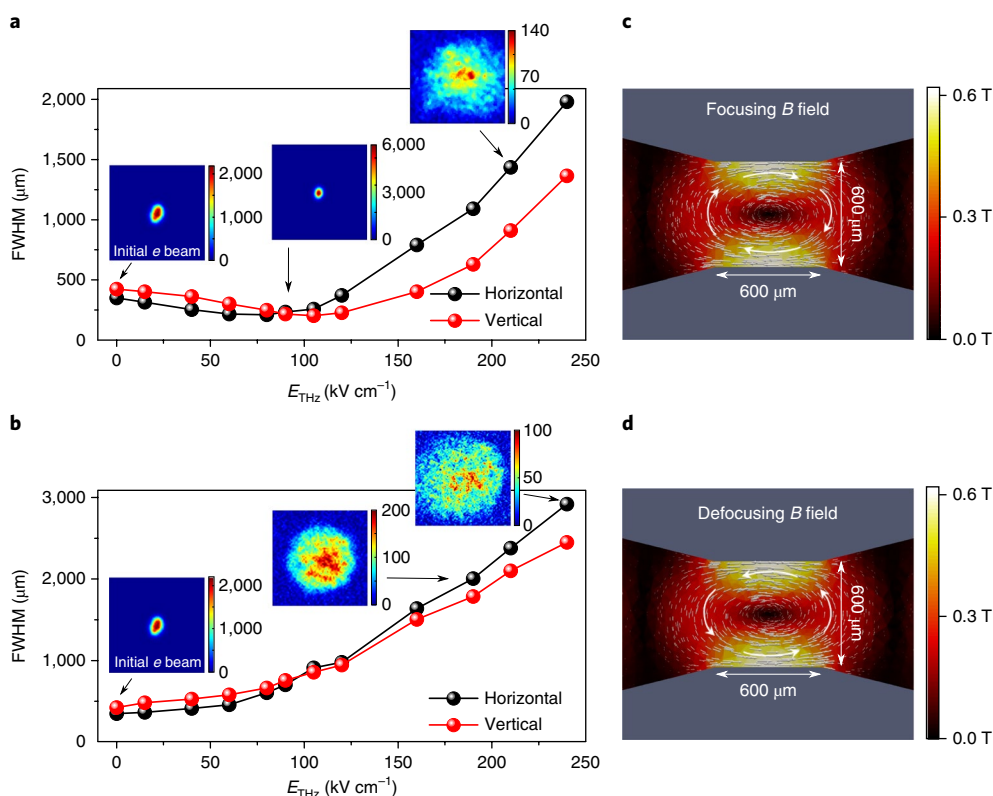 a
140
70
0
2,000
6,000
2,000
1,500
1,000
3,000
1,000
0
0
Initial e beam
500
0
FWHM (μm)
Horizontal
Vertical
0
50
100
150
200
250
E_THz (kV cm⁻¹)
c
Focusing B field
600 μm
600 μm
0.6 T
0.3 T
0.0 T
b
100
50
0
3,000
200
100
0
2,000
2,000
1,000
0
1,000
Initial e beam
0
FWHM (μm)
Horizontal
Vertical
0
50
100
150
200
250
E_THz (kV cm⁻¹)
d
Defocusing B field
600 μm
600 μm
0.6 T
0.3 T
0.0 T